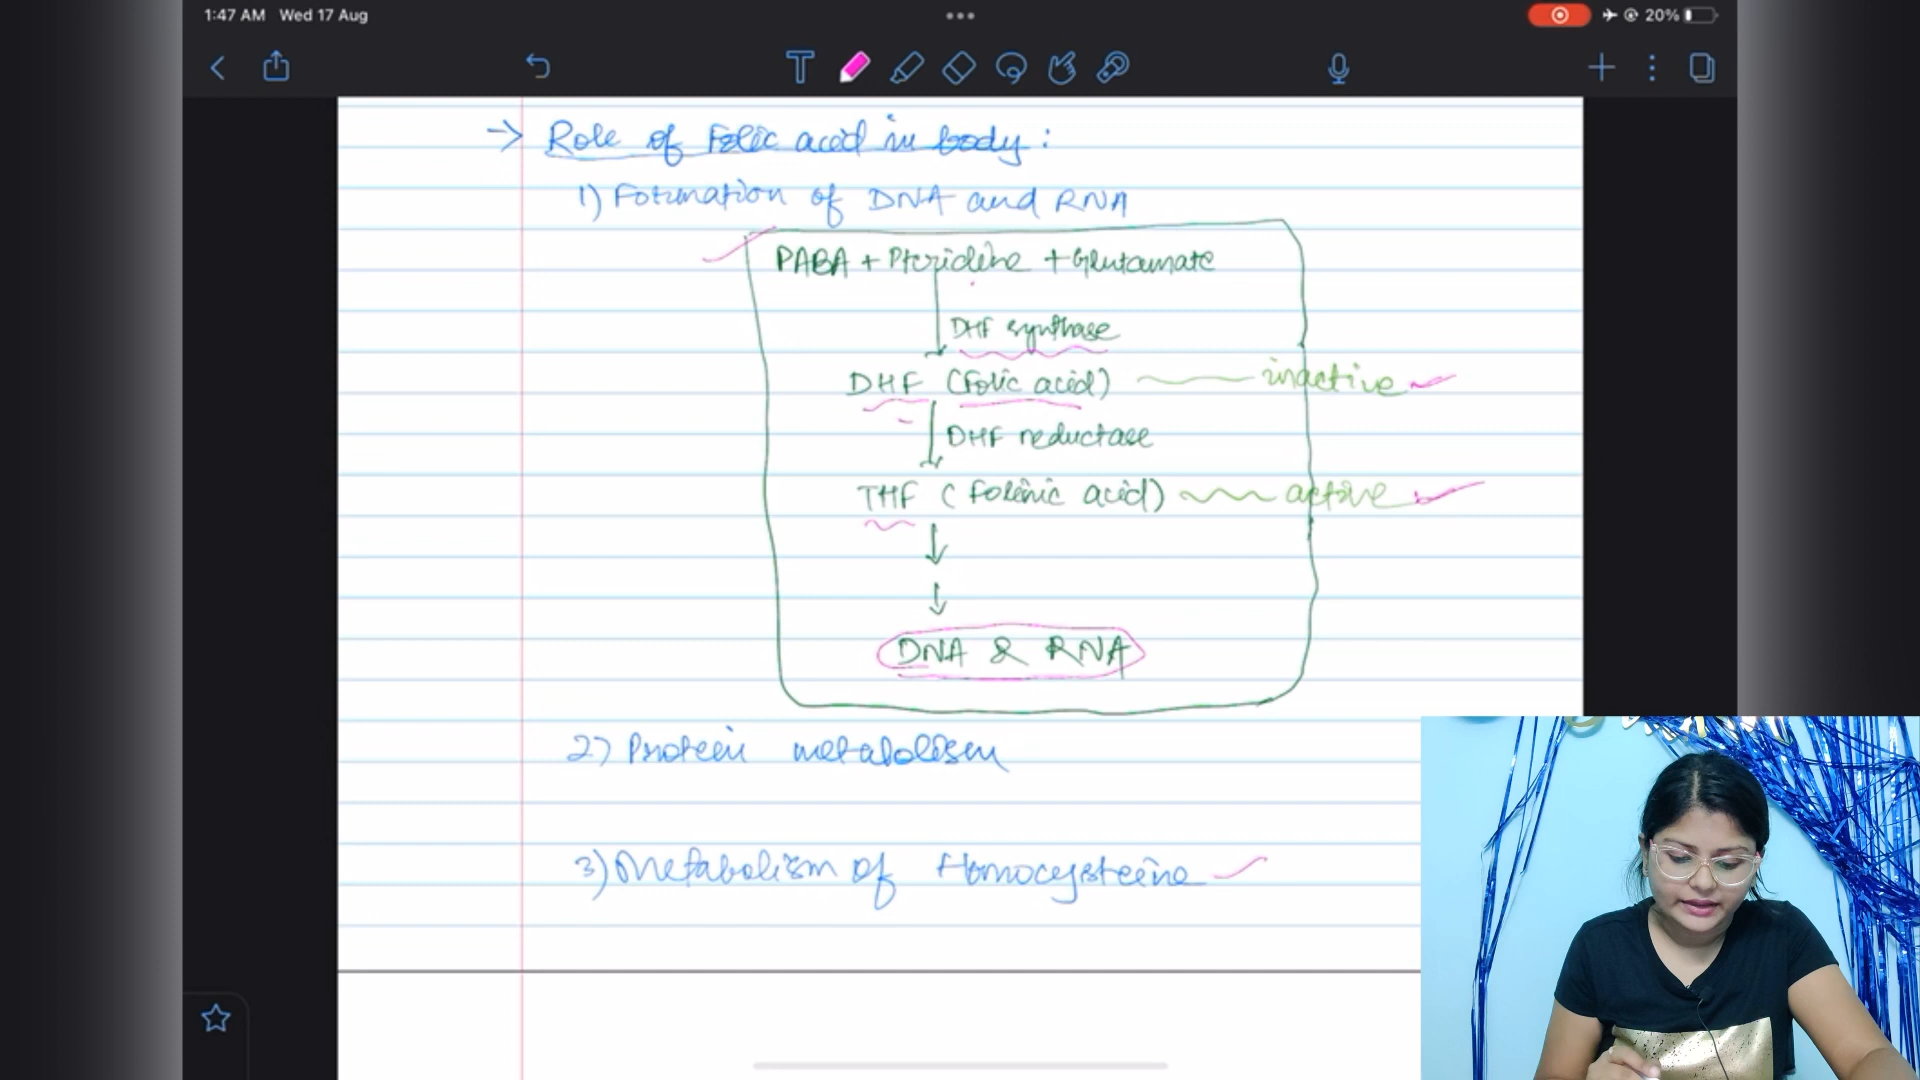 1:47 AM Wed 17 Aug
20%
T
→ Role of Folic acid in body:
1) Formation of DNA and RNA
PABA + Pteridine + Glutamate
DHF synthase
DHF (Folic acid) inactive
DHF reductase
THF (Folinic acid) active
DNA & RNA
2) Protein metabolism
3) Metabolism of Homocysteine